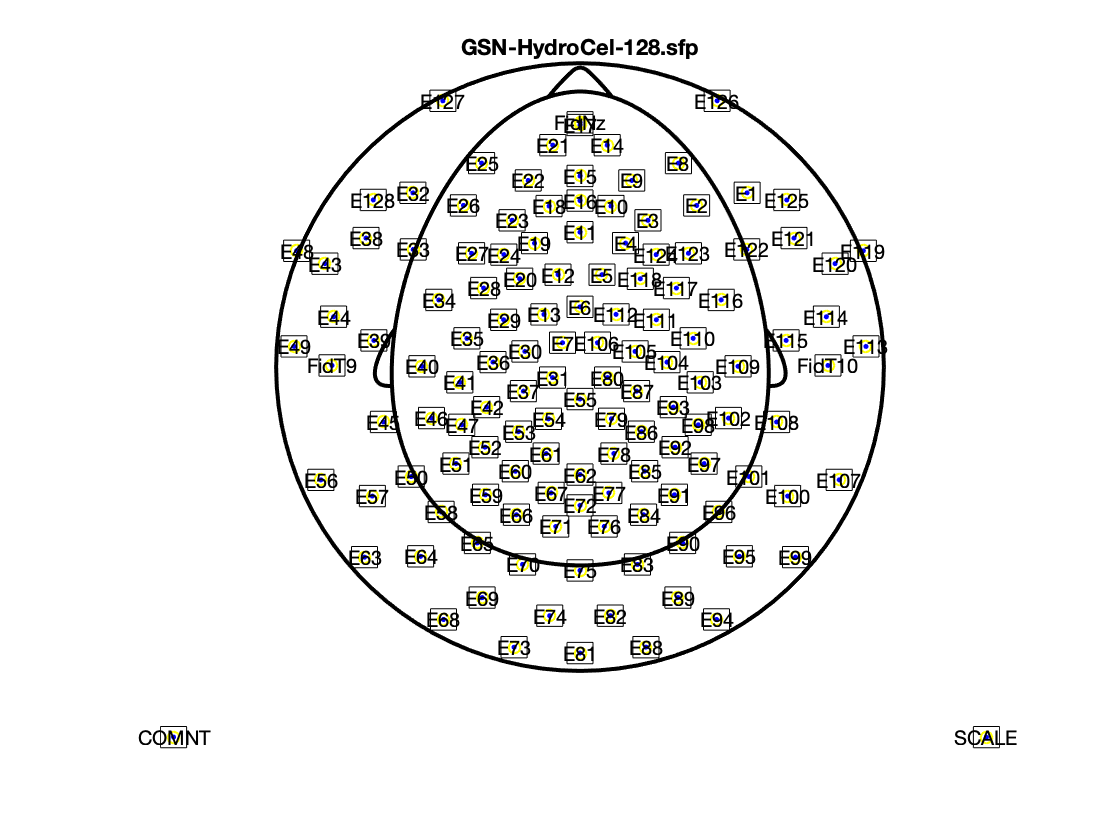 GSN-HydroCel-128.sfp
E127 E126
FidNz
E17
E21 E14
E25 E8
E22 E15 E9
E128 E32 E1 E125
E26 E18 E16 E10 E2
E23 E3
E38 E11 E121
E48 E33 E19 E4 E122 E119
E43 E27 E24 E124 E123 E120
E20 E12 E5 E118
E28 E117
E34 E116
E44 E29 E13 E6 E112 E111 E114
E49 E39 E35 E7 E106 E110 E115 E113
E30 E105
FidT9 E40 E36 E104 E109 FidT10
E41 E31 E80 E103
E37 E87
E42 E55 E93
E45 E46 E47 E54 E79 E98 E102 E108
E53 E86
E52 E61 E78 E92
E51 E97
E56 E50 E60 E62 E85 E101 E107
E57 E59 E67 E77 E91 E100
E58 E66 E72 E84 E96
E71 E76
E65 E90
E63 E64 E70 E75 E83 E95 E99
E69 E89
E68 E74 E82 E94
E73 E81 E88
COMNT SCALE